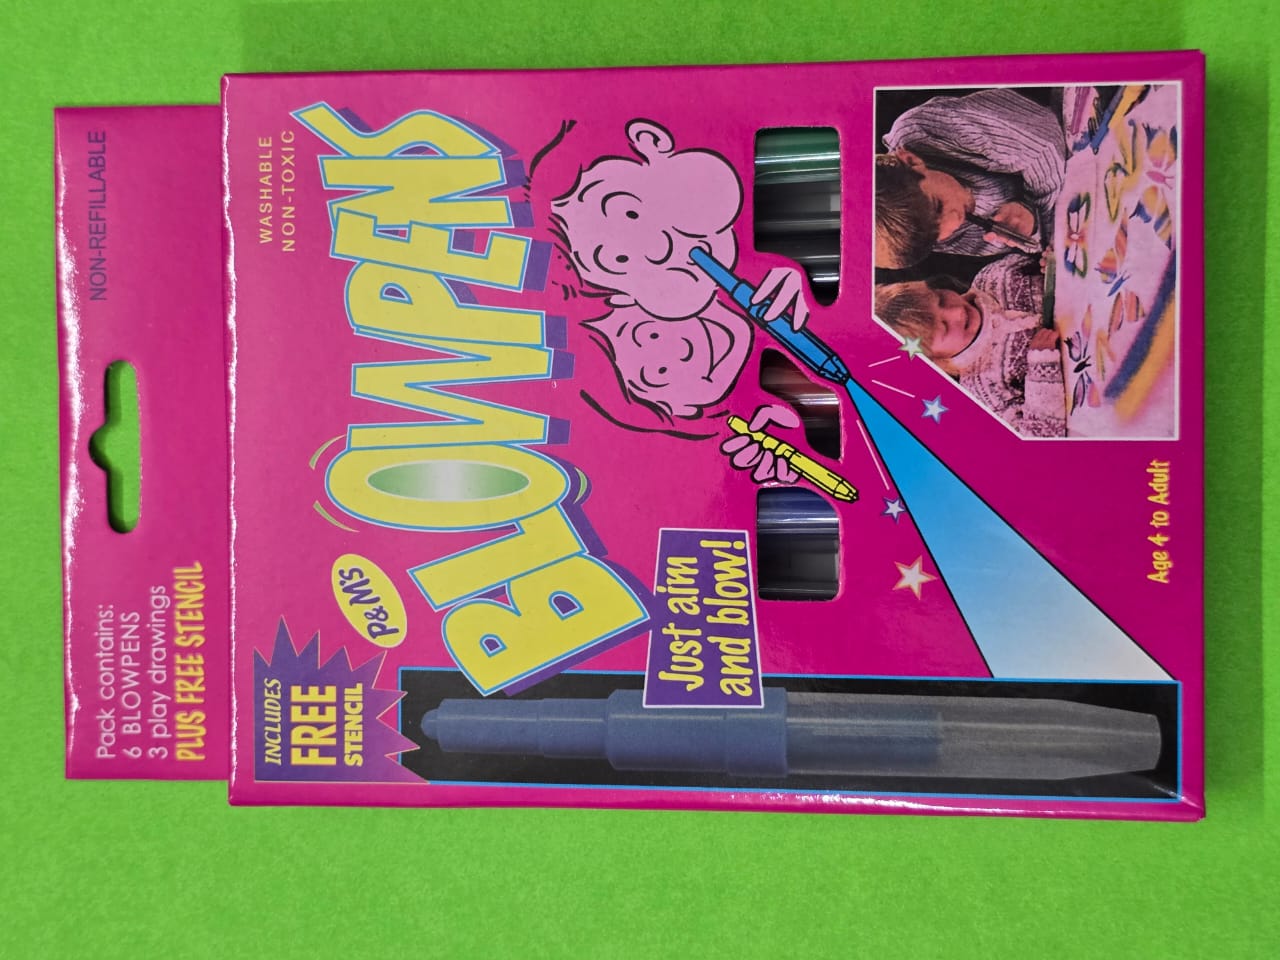 Pack contains:
6 BLOWPENS
3 play drawings
PLUS FREE STENCIL
NON-REFILLABLE
INCLUDES
FREE
STENCIL
WASHABLE
NON-TOXIC
P&M'S
BLOWPENS
Just aim
and blow!
Age 4 to Adult